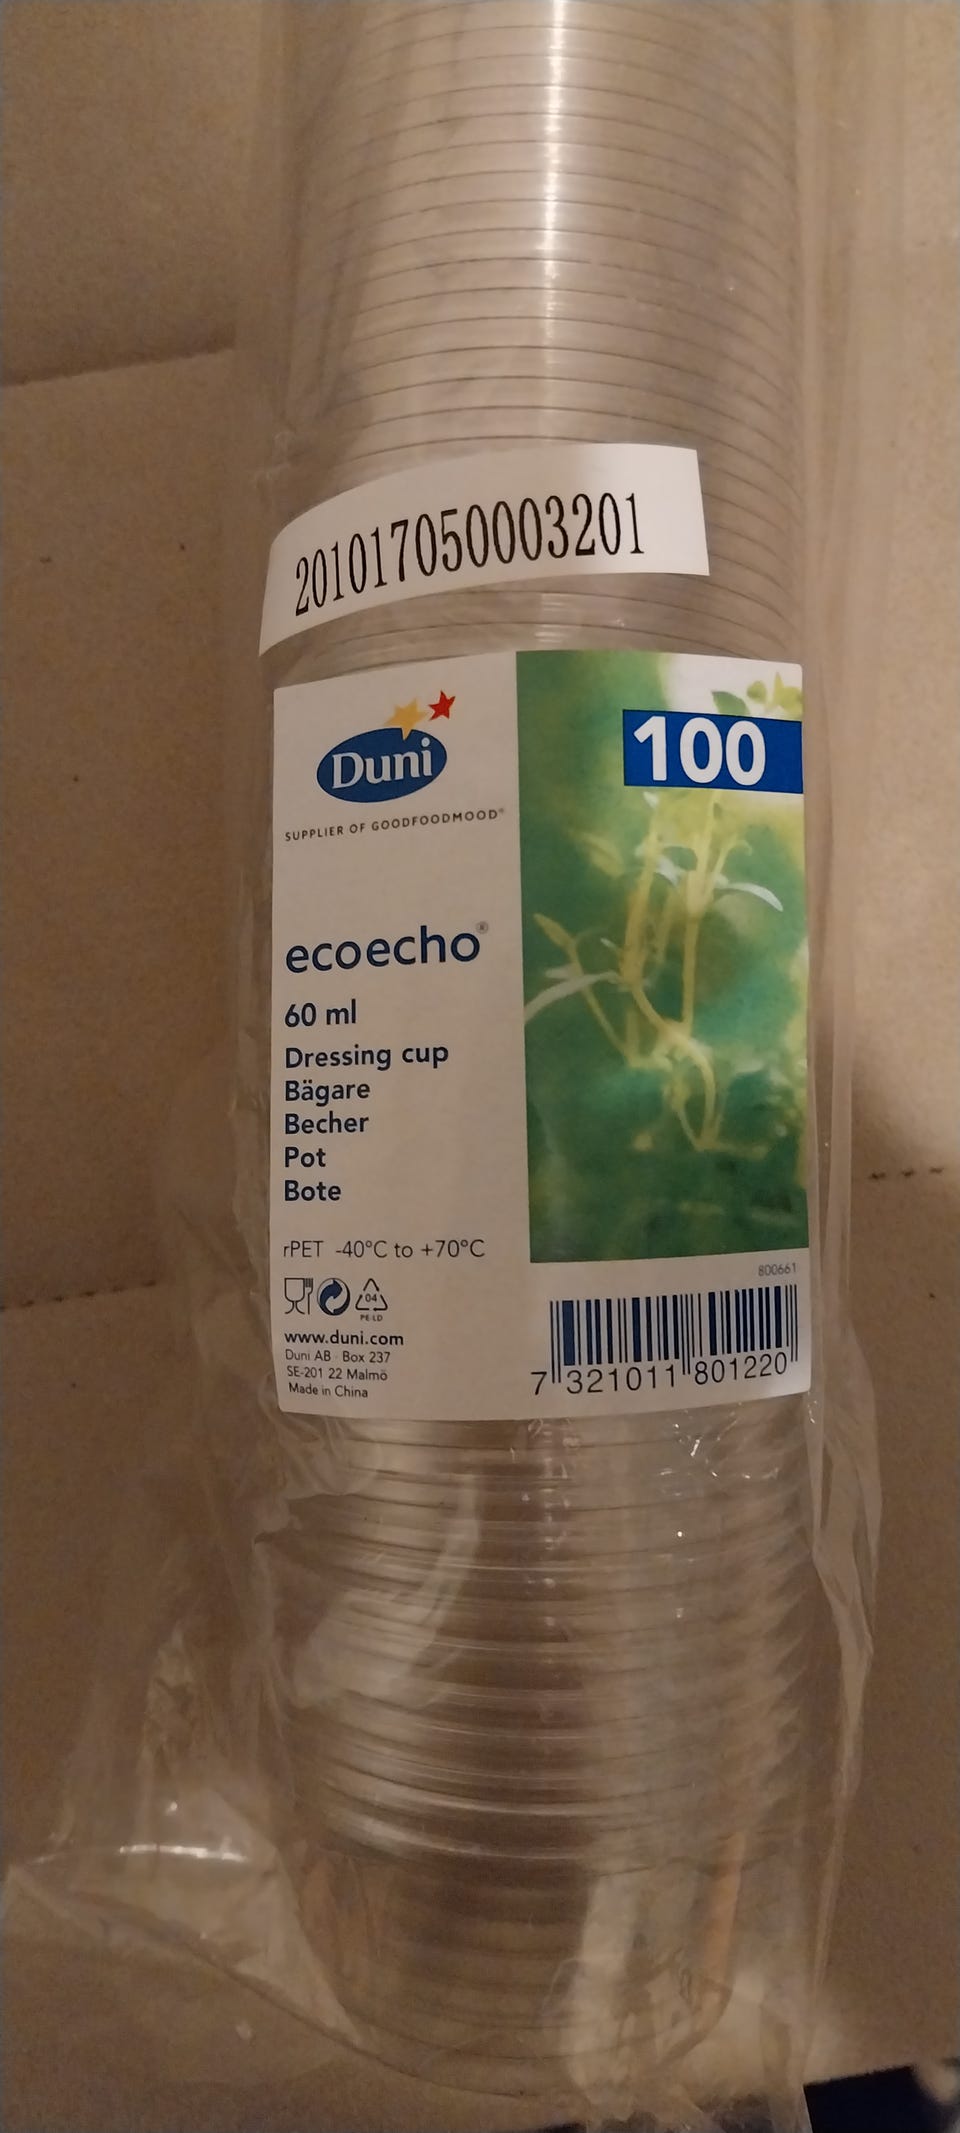 201017050003201
Duni
SUPPLIER OF GOODFOODMOOD®
100
ecoecho®
60 ml
Dressing cup
Bägare
Becher
Pot
Bote
rPET -40°C to +70°C
04
PE-LD
www.duni.com
Duni AB · Box 237
SE-201 22 Malmö
Made in China
800661
7 321011 801220